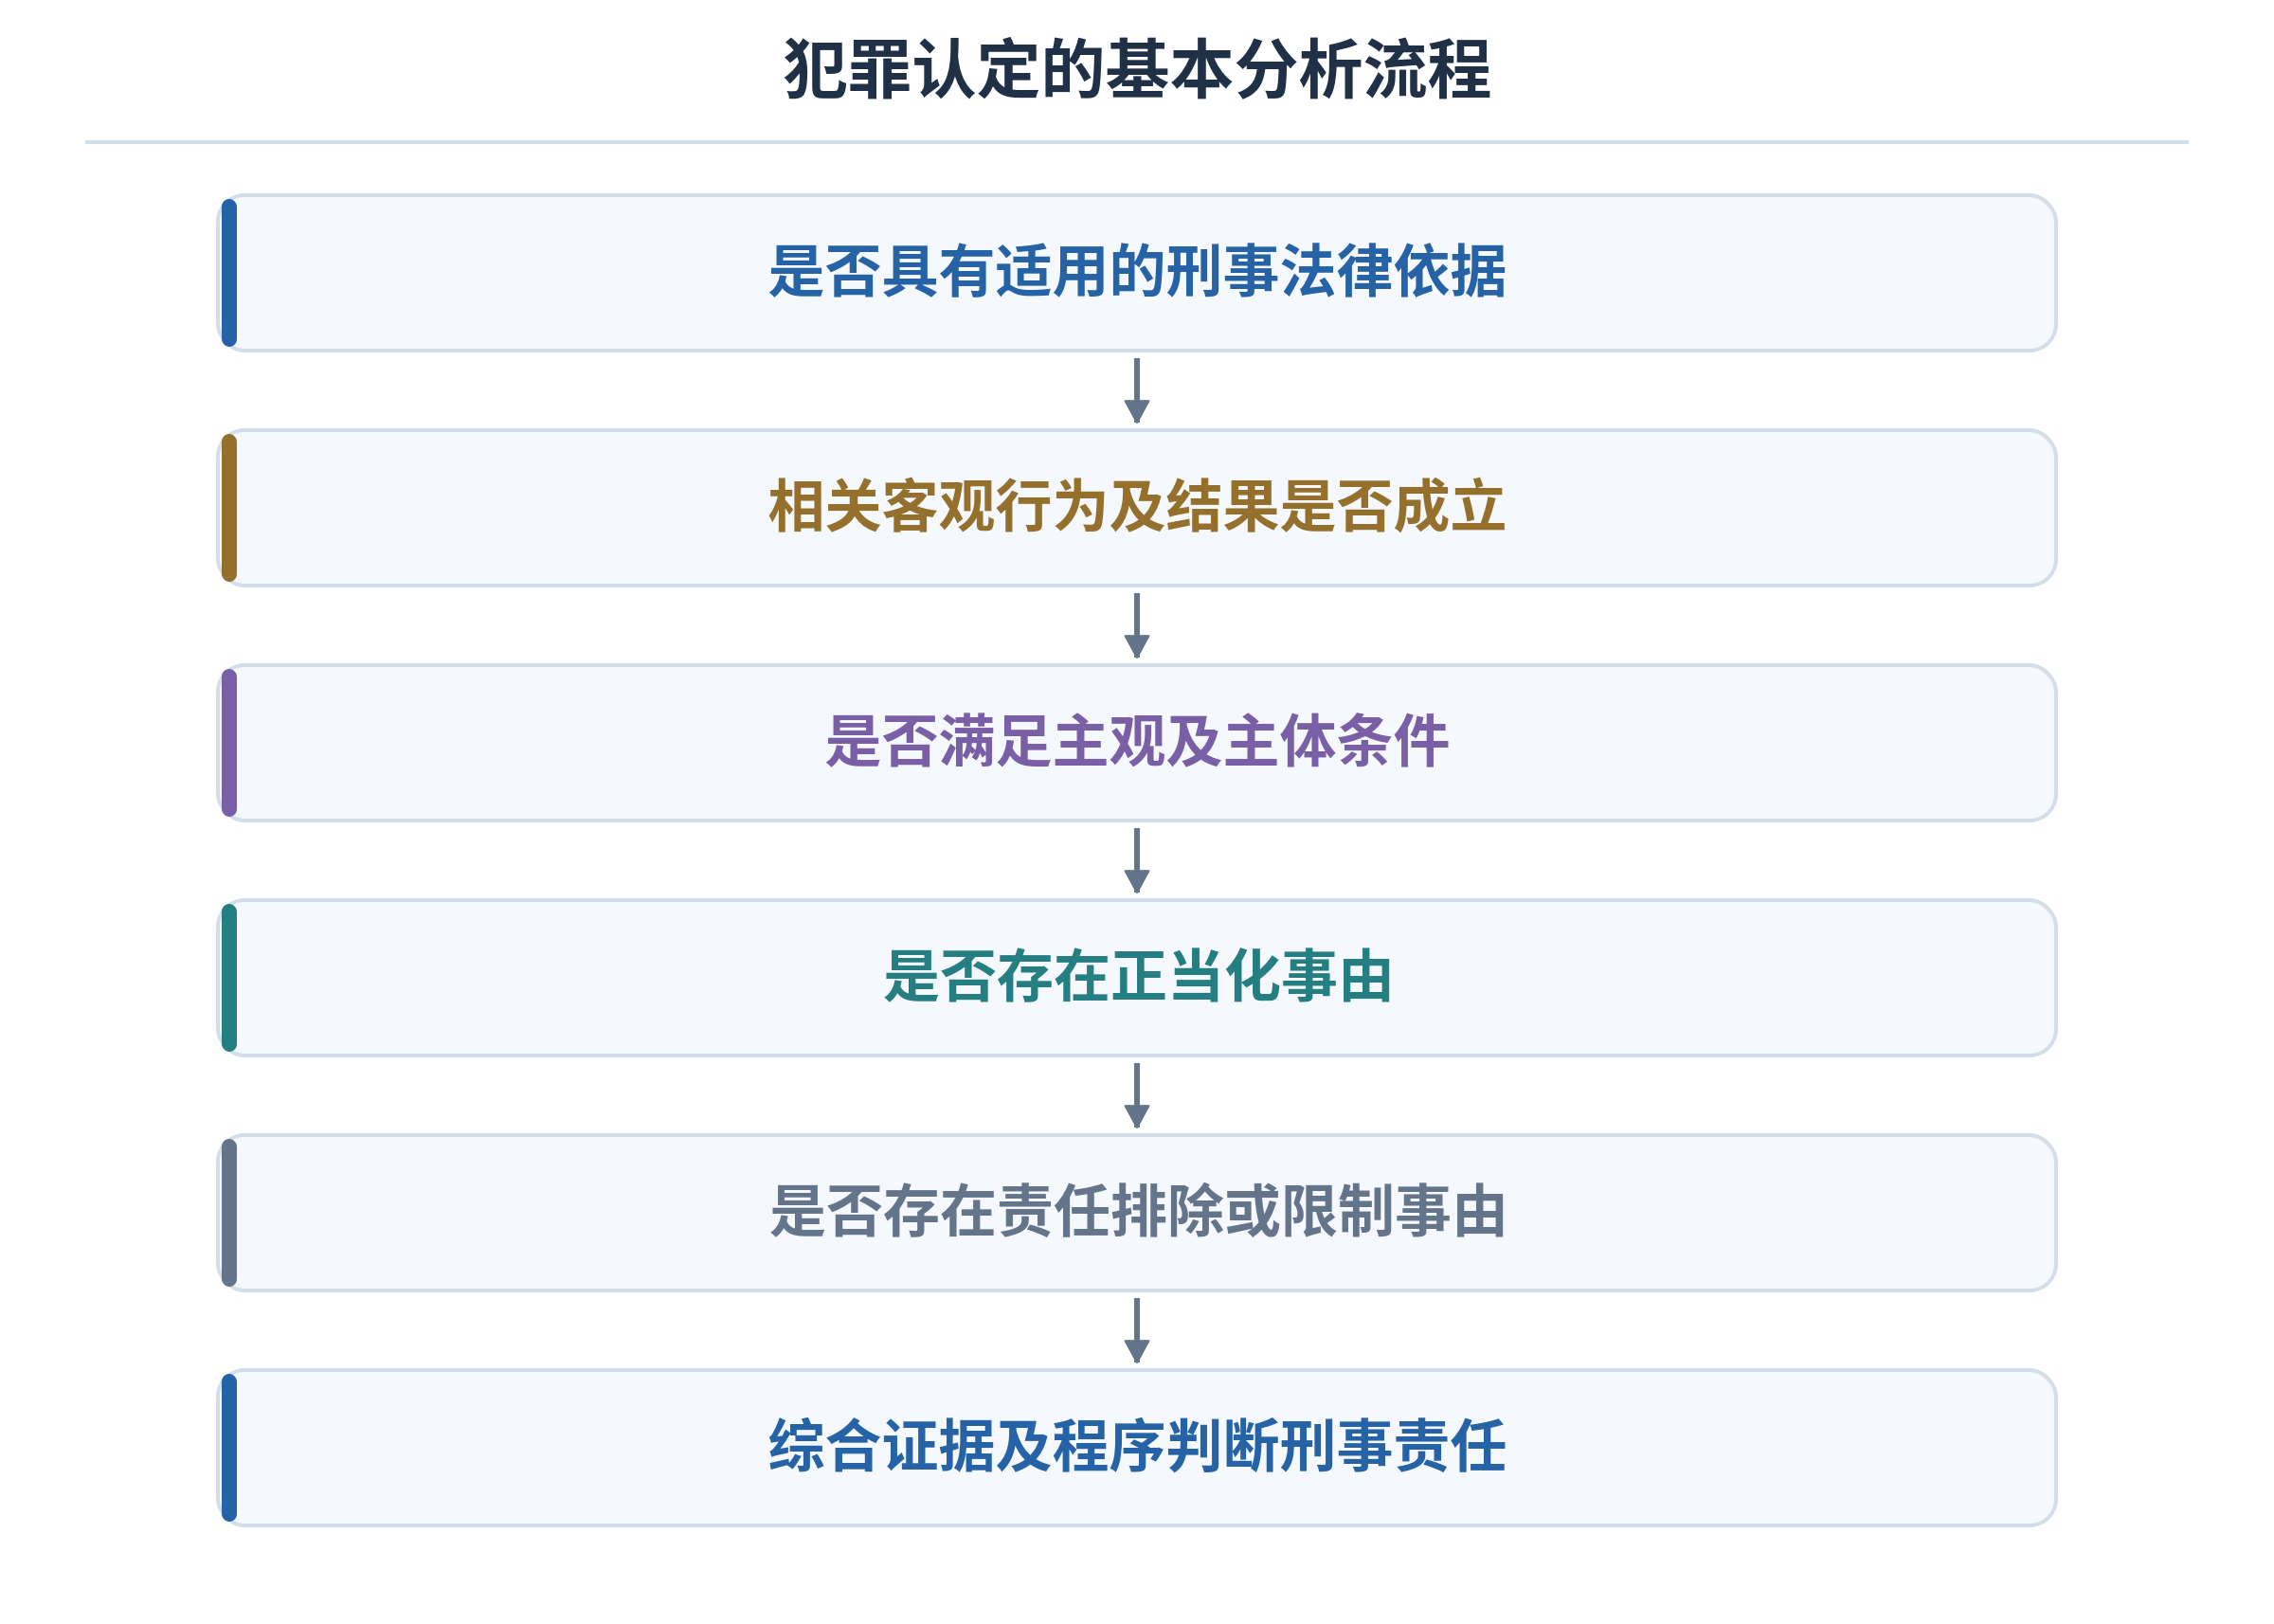 犯罪认定的基本分析流程
是否具有适用的刑事法律依据
相关客观行为及结果是否成立
是否满足主观及主体条件
是否存在正当化事由
是否存在责任排除或限制事由
综合证据及程序判断刑事责任